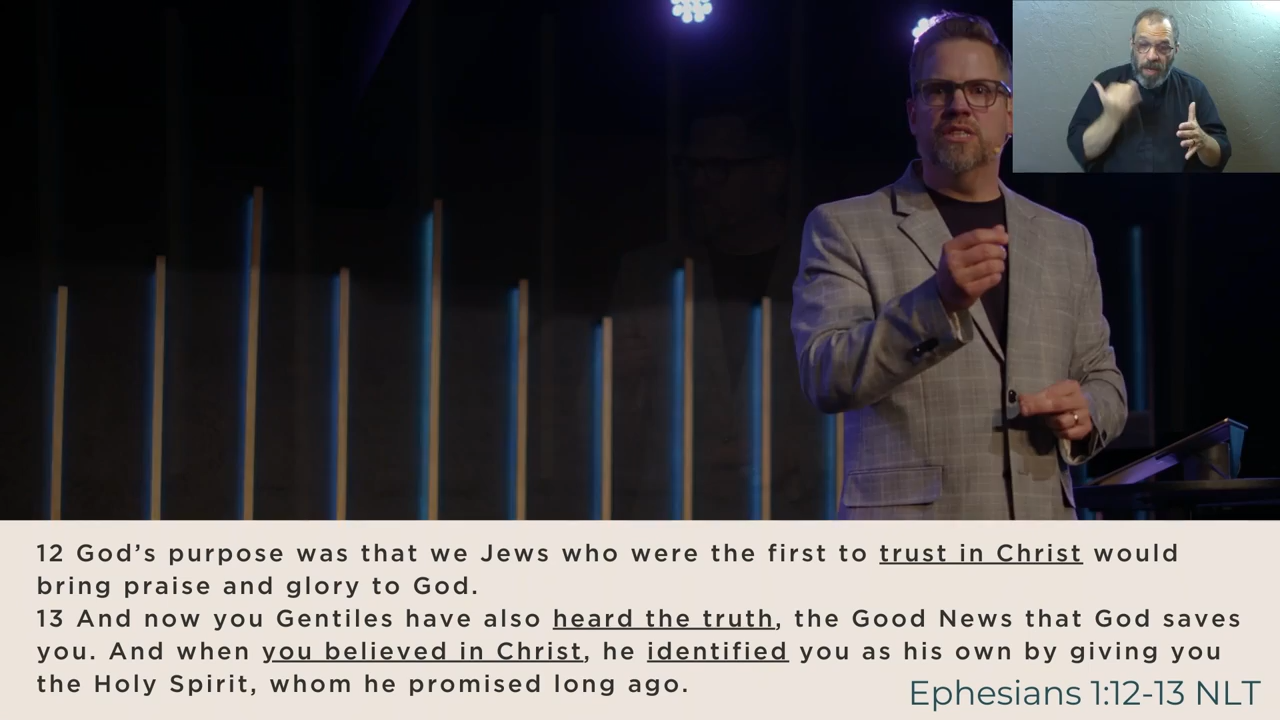 12 God’s purpose was that we Jews who were the first to trust in Christ would
bring praise and glory to God.
13 And now you Gentiles have also heard the truth, the Good News that God saves
you. And when you believed in Christ, he identified you as his own by giving you
the Holy Spirit, whom he promised long ago.
Ephesians 1:12-13 NLT